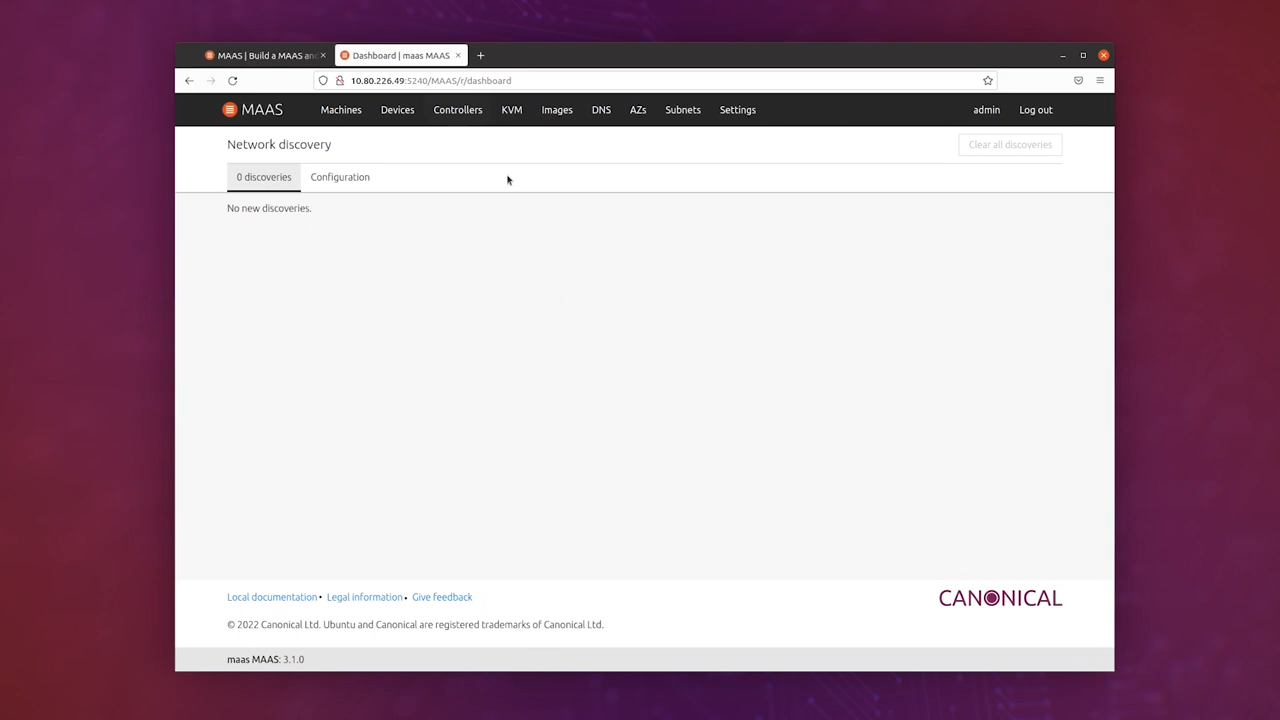 MAAS | Build a MAAS and
Dashboard | maas MAAS
10.80.226.49:5240/MAAS/r/dashboard
MAAS Machines Devices Controllers KVM Images DNS AZs Subnets Settings admin Log out
Network discovery
Clear all discoveries
0 discoveries Configuration
No new discoveries.
Local documentation • Legal information • Give feedback
CANONICAL
© 2022 Canonical Ltd. Ubuntu and Canonical are registered trademarks of Canonical Ltd.
maas MAAS: 3.1.0